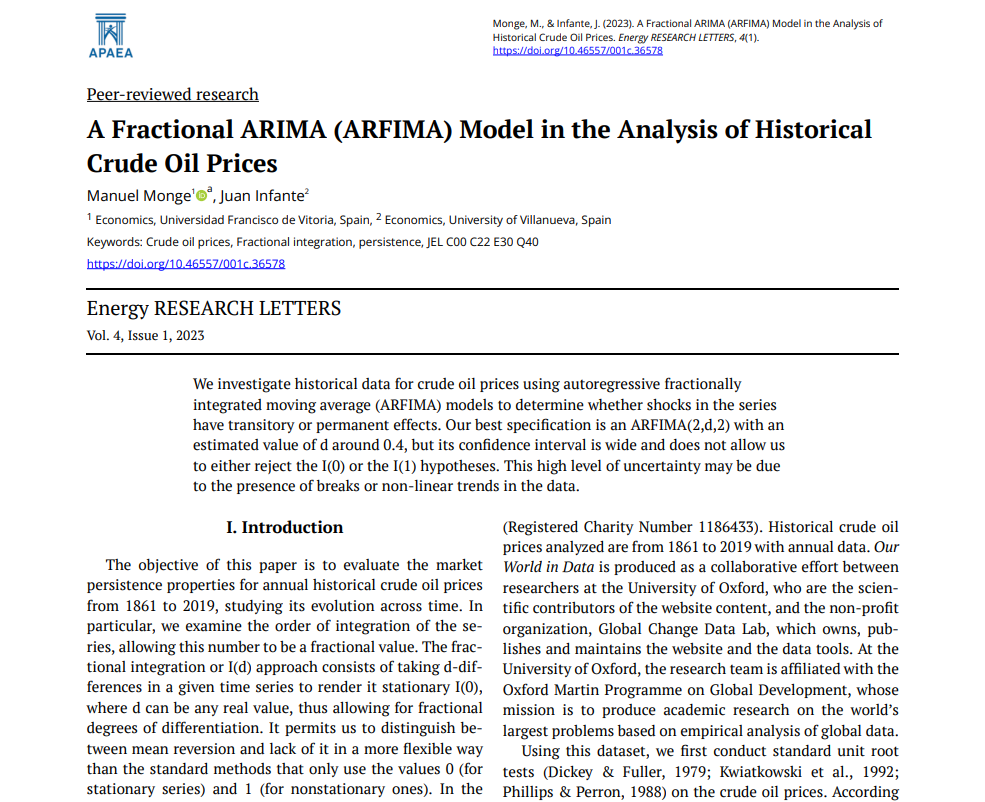 APAEA
Monge, M., & Infante, J. (2023). A Fractional ARIMA (ARFIMA) Model in the Analysis of
Historical Crude Oil Prices. Energy RESEARCH LETTERS, 4(1).
https://doi.org/10.46557/001c.36578
Peer-reviewed research
A Fractional ARIMA (ARFIMA) Model in the Analysis of Historical
Crude Oil Prices
Manuel Monge¹ iD ᵃ, Juan Infante²
¹ Economics, Universidad Francisco de Vitoria, Spain, ² Economics, University of Villanueva, Spain
Keywords: Crude oil prices, Fractional integration, persistence, JEL C00 C22 E30 Q40
https://doi.org/10.46557/001c.36578
Energy RESEARCH LETTERS
Vol. 4, Issue 1, 2023
We investigate historical data for crude oil prices using autoregressive fractionally
integrated moving average (ARFIMA) models to determine whether shocks in the series
have transitory or permanent effects. Our best specification is an ARFIMA(2,d,2) with an
estimated value of d around 0.4, but its confidence interval is wide and does not allow us
to either reject the I(0) or the I(1) hypotheses. This high level of uncertainty may be due
to the presence of breaks or non-linear trends in the data.
I. Introduction
The objective of this paper is to evaluate the market
persistence properties for annual historical crude oil prices
from 1861 to 2019, studying its evolution across time. In
particular, we examine the order of integration of the se-
ries, allowing this number to be a fractional value. The frac-
tional integration or I(d) approach consists of taking d-dif-
ferences in a given time series to render it stationary I(0),
where d can be any real value, thus allowing for fractional
degrees of differentiation. It permits us to distinguish be-
tween mean reversion and lack of it in a more flexible way
than the standard methods that only use the values 0 (for
stationary series) and 1 (for nonstationary ones). In the
(Registered Charity Number 1186433). Historical crude oil
prices analyzed are from 1861 to 2019 with annual data. Our
World in Data is produced as a collaborative effort between
researchers at the University of Oxford, who are the scien-
tific contributors of the website content, and the non-profit
organization, Global Change Data Lab, which owns, pub-
lishes and maintains the website and the data tools. At the
University of Oxford, the research team is affiliated with the
Oxford Martin Programme on Global Development, whose
mission is to produce academic research on the world’s
largest problems based on empirical analysis of global data.
Using this dataset, we first conduct standard unit root
tests (Dickey & Fuller, 1979; Kwiatkowski et al., 1992;
Phillips & Perron, 1988) on the crude oil prices. According